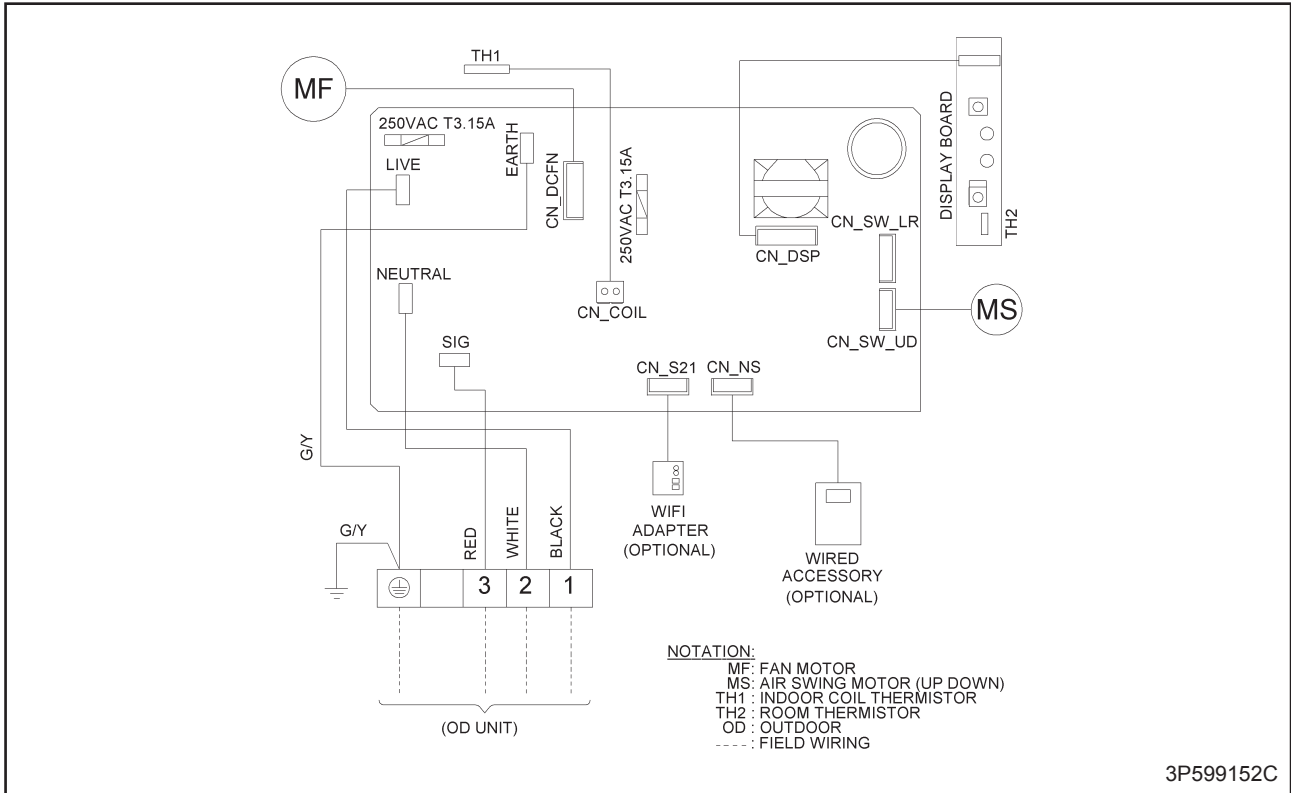 TH1
MF
250VAC T3.15A
LIVE
EARTH
CN_DCFN
250VAC T3.15A
CN_COIL
NEUTRAL
SIG
CN_DSP
CN_SW_LR
CN_SW_UD
MS
DISPLAY BOARD
TH2
CN_S21
CN_NS
WIFI
ADAPTER
(OPTIONAL)
WIRED
ACCESSORY
(OPTIONAL)
G/Y
G/Y
RED
WHITE
BLACK
3 2 1
(OD UNIT)
NOTATION:
MF: FAN MOTOR
MS: AIR SWING MOTOR (UP DOWN)
TH1 : INDOOR COIL THERMISTOR
TH2 : ROOM THERMISTOR
OD : OUTDOOR
---- : FIELD WIRING
3P599152C